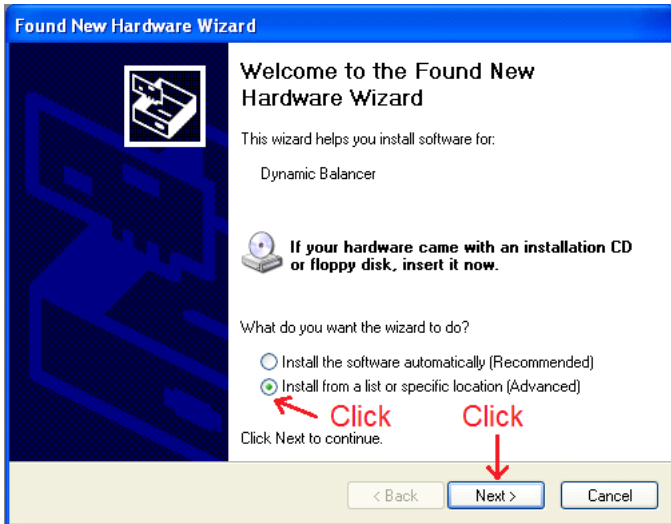 Found New Hardware Wizard
Welcome to the Found New
Hardware Wizard
This wizard helps you install software for:
Dynamic Balancer
If your hardware came with an installation CD
or floppy disk, insert it now.
What do you want the wizard to do?
Install the software automatically (Recommended)
Install from a list or specific location (Advanced)
Click Click
Click Next to continue.
< Back Next > Cancel